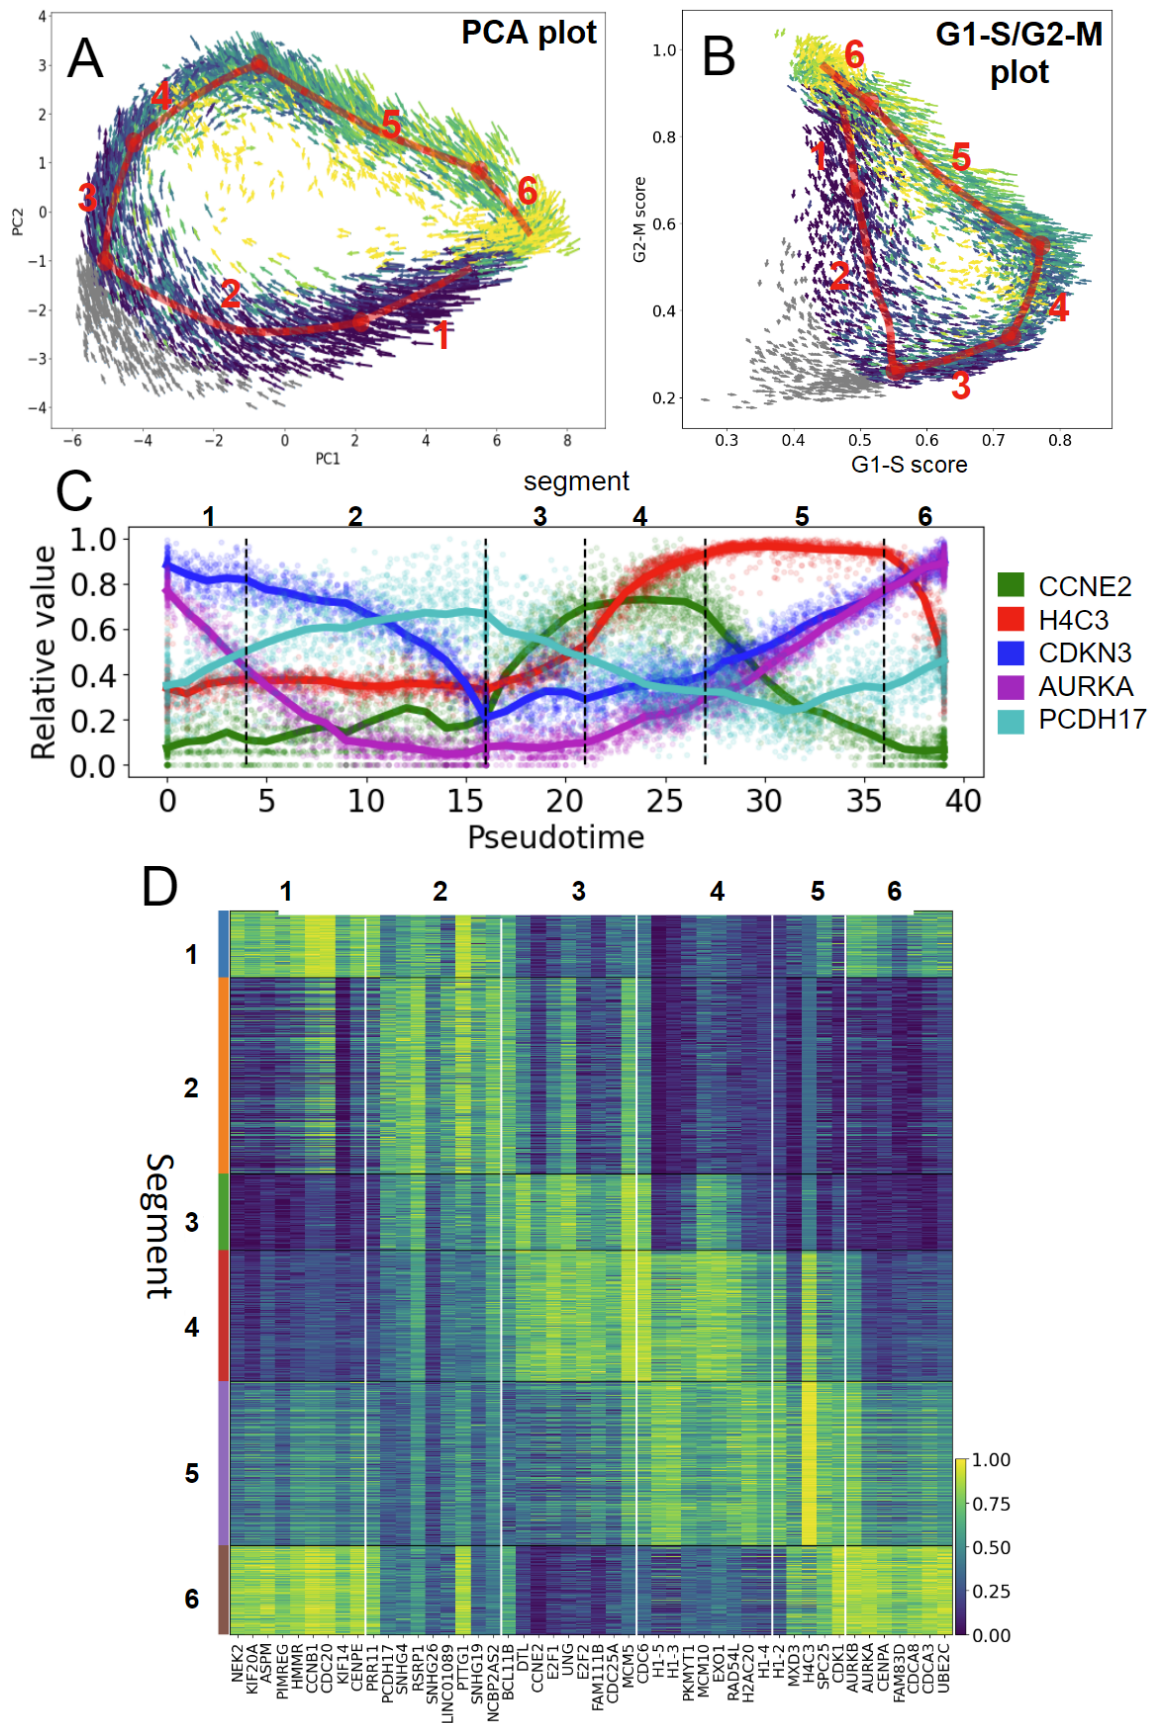 A
PCA plot
4
3
2
1
0
−1
−2
−3
−4
PC2
−6
−4
−2
0
2
4
6
8
PC1
1
2
3
4
5
6
B
G1-S/G2-M
plot
1.0
0.8
0.6
0.4
0.2
G2-M score
0.3
0.4
0.5
0.6
0.7
0.8
G1-S score
1
2
3
4
5
6
C
segment
1 2 3 4 5 6
1.0
0.8
0.6
0.4
0.2
0.0
Relative value
0 5 10 15 20 25 30 35 40
Pseudotime
CCNE2
H4C3
CDKN3
AURKA
PCDH17
D
1 2 3 4 5 6
1
2
3
4
5
6
Segment
1.00
0.75
0.50
0.25
0.00
NEK2
KIF20A
ASPM
PIMREG
HMMR
CCNB1
CDC20
KIF14
CENPE
PRR11
PCDH17
SNHG4
RSRP1
SNHG26
LINC01089
PTTG1
SNHG19
NCBP2AS2
BCL11B
DTL
CCNE2
E2F1
UNG
E2F2
FAM111B
CDC25A
MCM5
CDC6
H1-5
H1-3
PKMYT1
MCM10
EXO1
RAD54L
H2AC20
H1-4
H1-2
MXD3
H4C3
SPC25
CDK1
AURKB
AURKA
CENPA
FAM83D
CDCA8
CDCA3
UBE2C